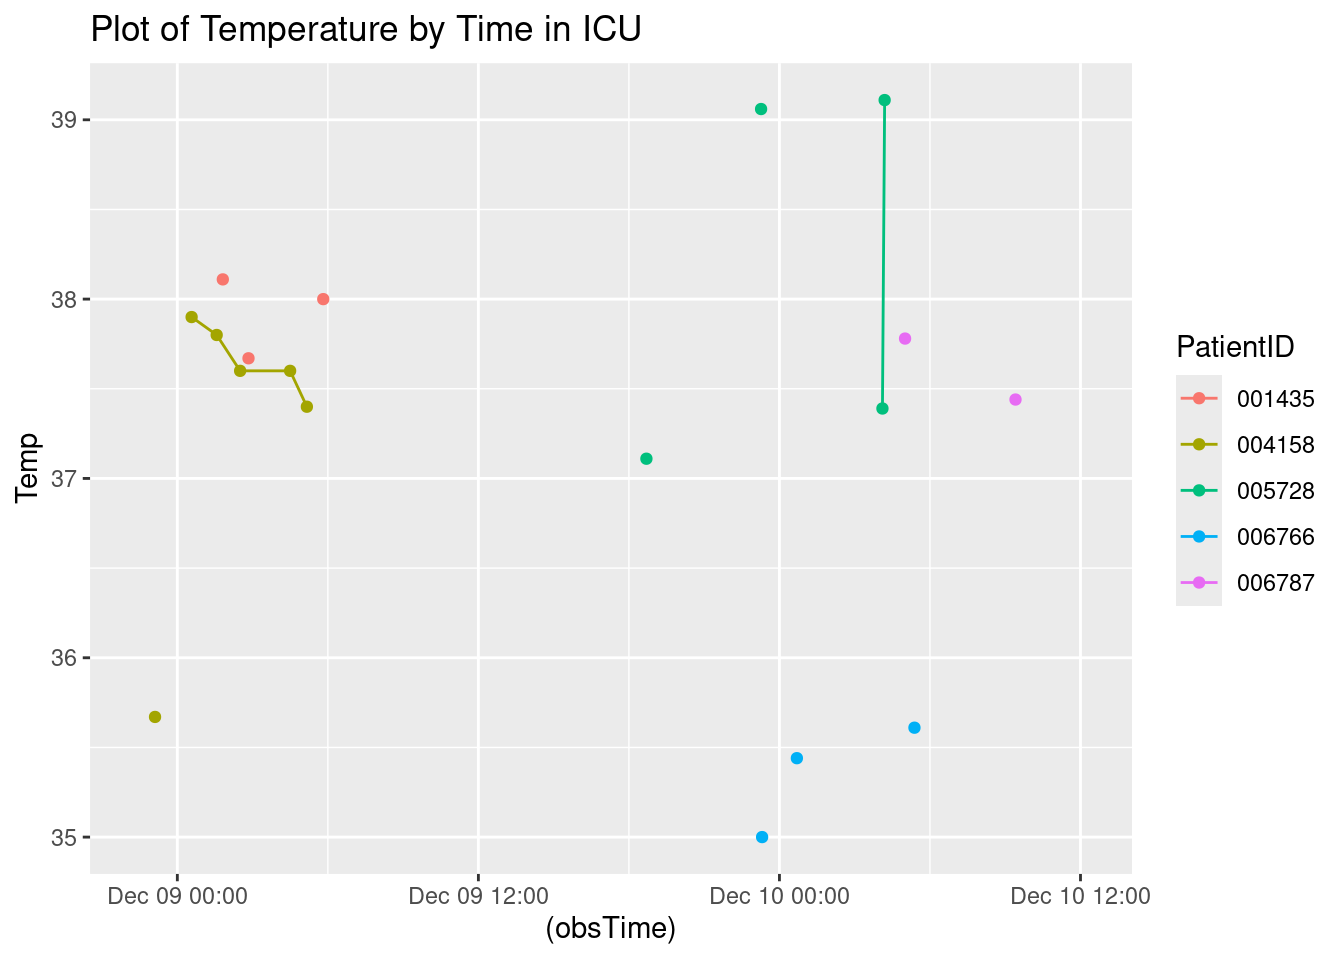 Plot of Temperature by Time in ICU
39
38
37
36
35
Temp
Dec 09 00:00
Dec 09 12:00
Dec 10 00:00
Dec 10 12:00
(obsTime)
PatientID
001435
004158
005728
006766
006787